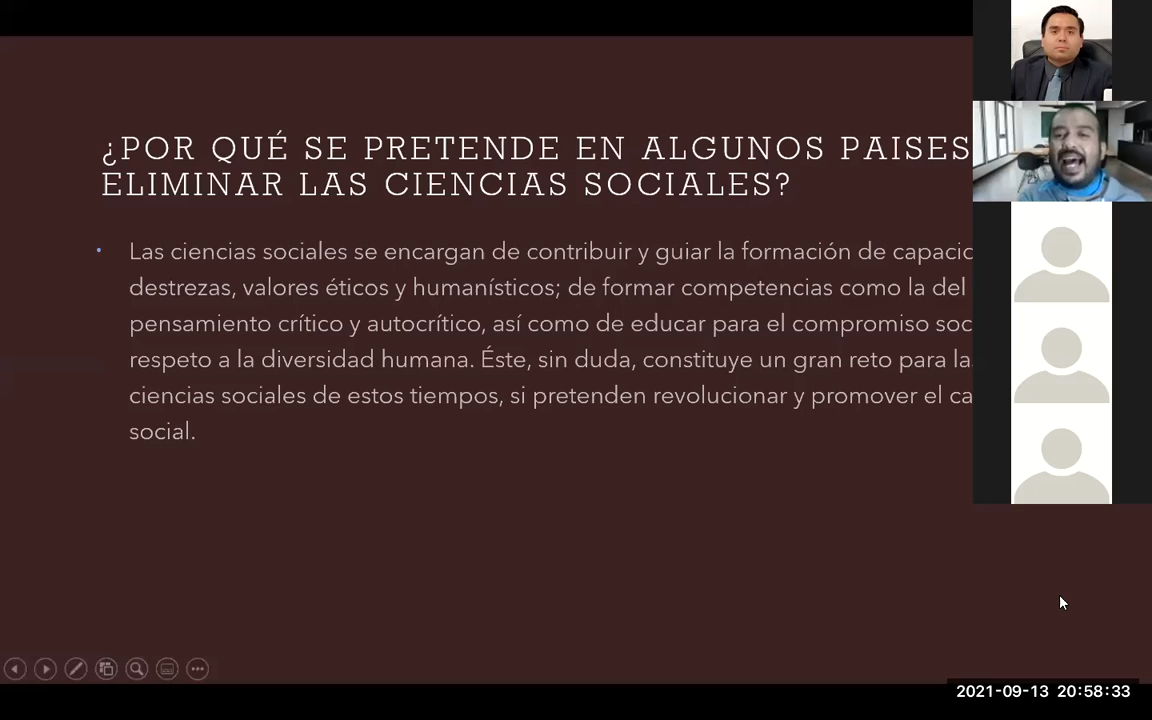 ¿POR QUÉ SE PRETENDE EN ALGUNOS PAISES
ELIMINAR LAS CIENCIAS SOCIALES?
• Las ciencias sociales se encargan de contribuir y guiar la formación de
destrezas, valores éticos y humanísticos; de formar competencias como la del
pensamiento crítico y autocrítico, así como de educar para el compromiso
respeto a la diversidad humana. Éste, sin duda, constituye un gran reto para
ciencias sociales de estos tiempos, si pretenden revolucionar y promover el
social.
2021-09-13 20:58:33